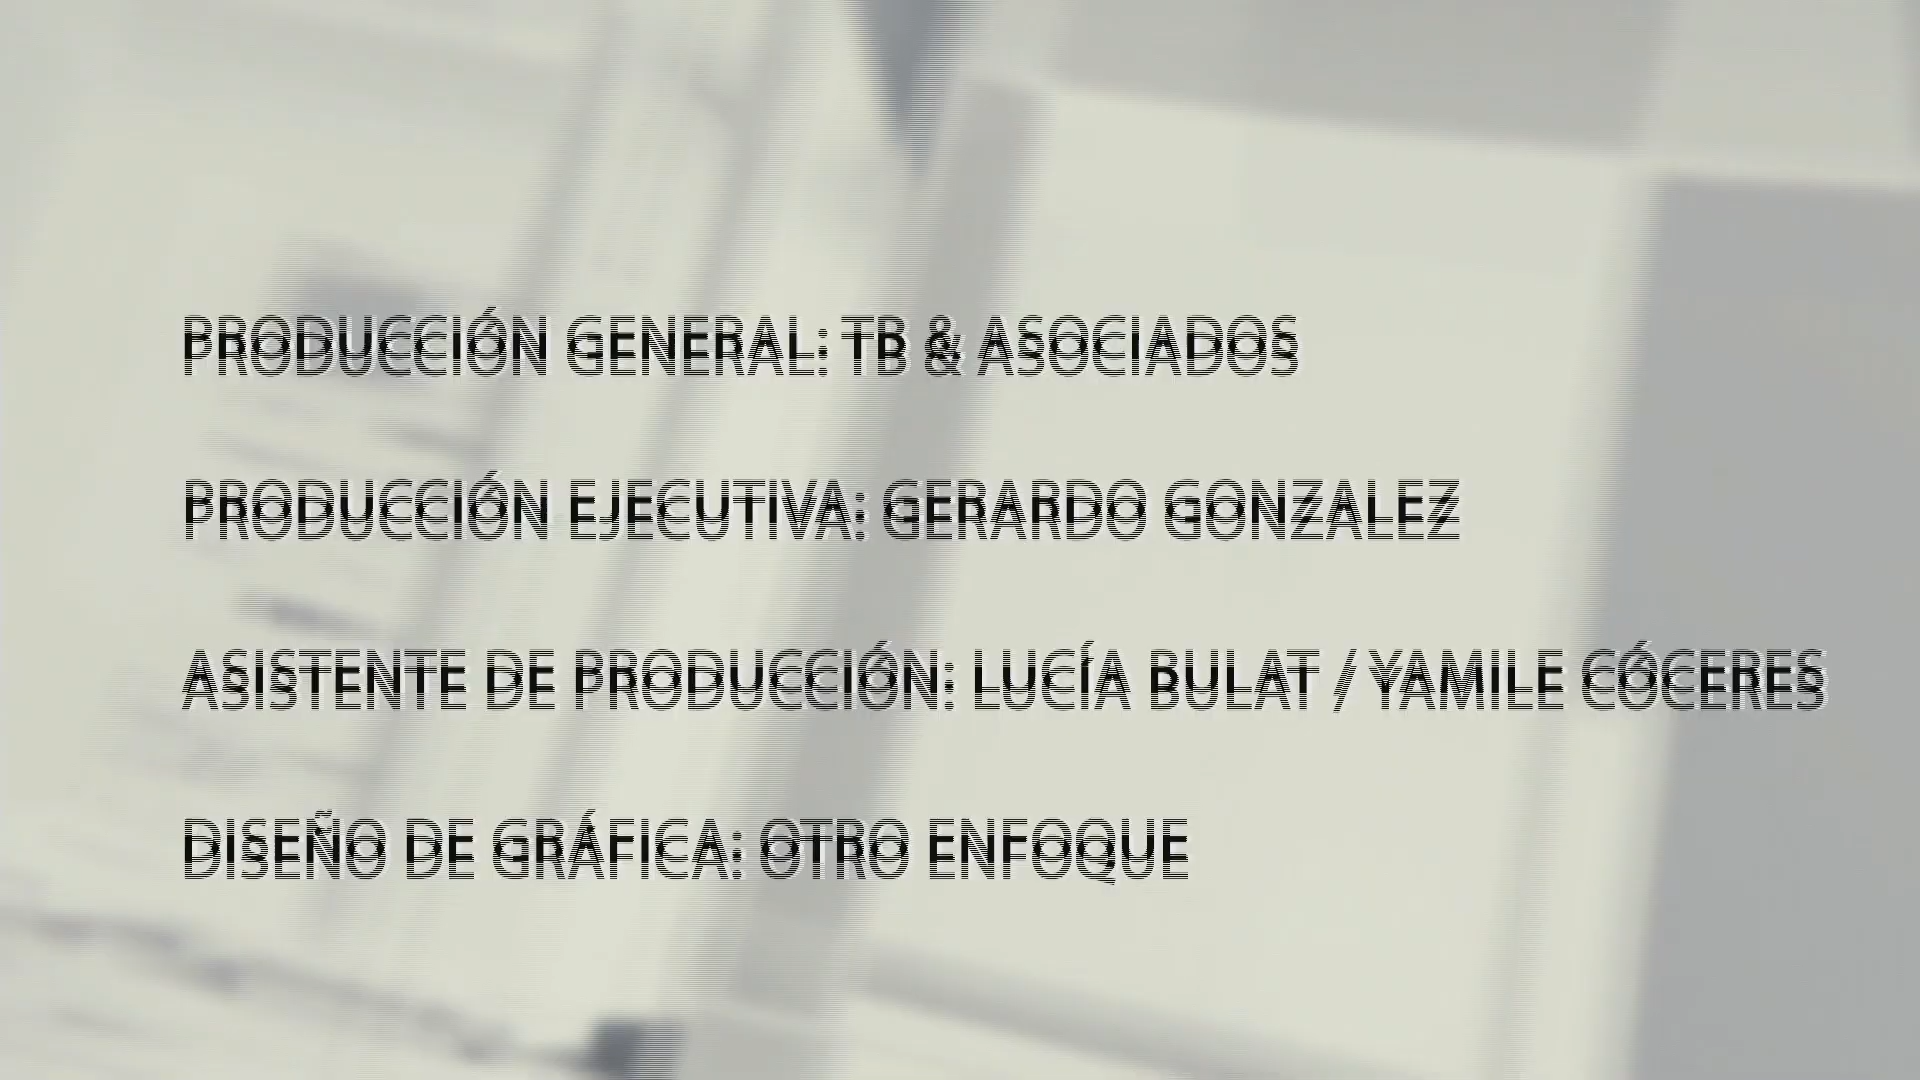 PRODUCCIÓN GENERAL: TB & ASOCIADOS
PRODUCCIÓN EJECUTIVA: GERARDO GONZALEZ
ASISTENTE DE PRODUCCIÓN: LUCÍA BULAT / YAMILE CÓCERES
DISEÑO DE GRÁFICA: OTRO ENFOQUE